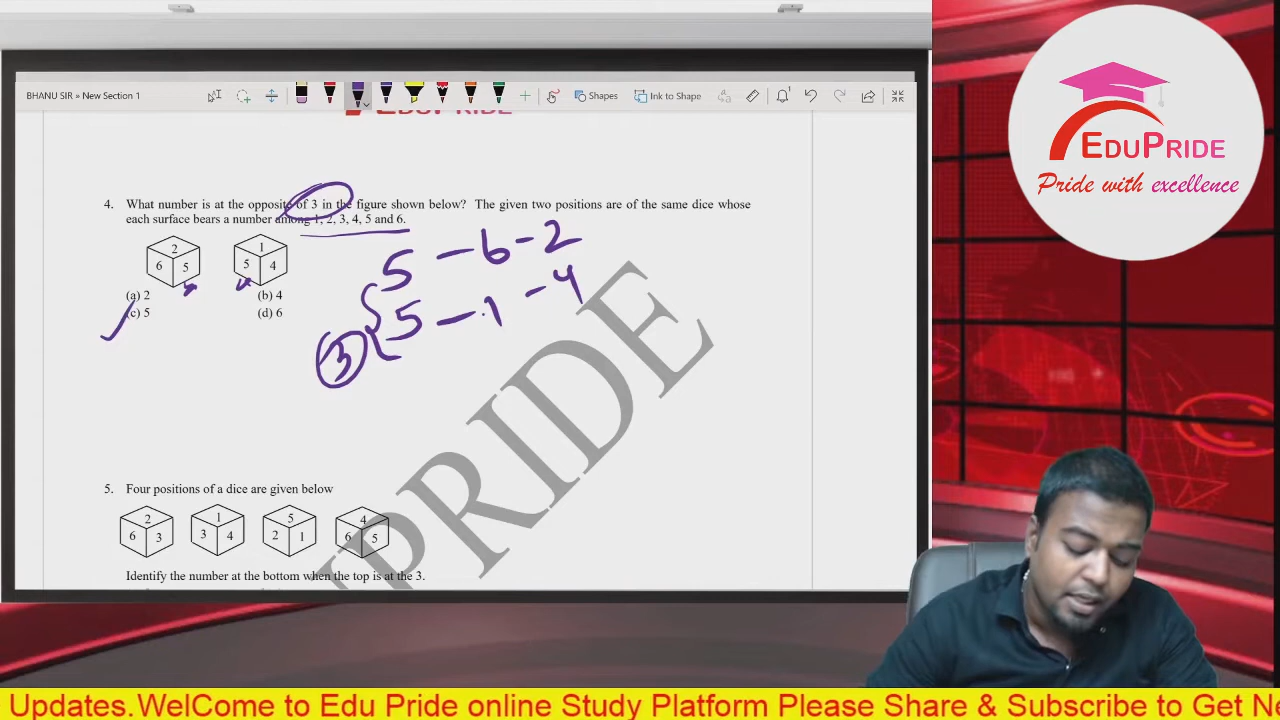 BHANU SIR » New Section 1
Shapes
Ink to Shape
EDUPRIDE
4. What number is at the opposite of 3 in the figure shown below? The given two positions are of the same dice whose
each surface bears a number among 1, 2, 3, 4, 5 and 6.
2
6 5
1
5 4
(a) 2 (b) 4
(c) 5 (d) 6
5 – 6 – 2
5 – 1 – 4
3
PRIDE
5. Four positions of a dice are given below
2 1 5 4
6 3 3 4 2 1 6 5
Identify the number at the bottom when the top is at the 3.
EDUPRIDE
Pride with excellence
Updates.WelCome to Edu Pride online Study Platform Please Share & Subscribe to Get Ne